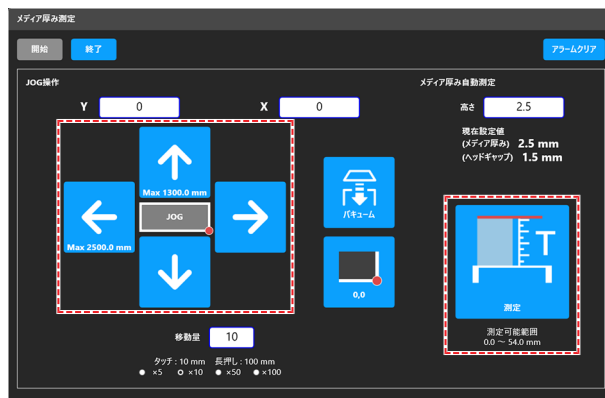 メディア厚み測定
開始
終了
アラームクリア
JOG操作
メディア厚み自動測定
Y 0
X 0
高さ 2.5
現在設定値
(メディア厚み) 2.5 mm
(ヘッドギャップ) 1.5 mm
Max 1300.0 mm
JOG
Max 2500.0 mm
バキューム
0,0
T
測定
測定可能範囲
0.0 ～ 54.0 mm
移動量 10
タッチ : 10 mm 長押し : 100 mm
×5 ×10 ×50 ×100